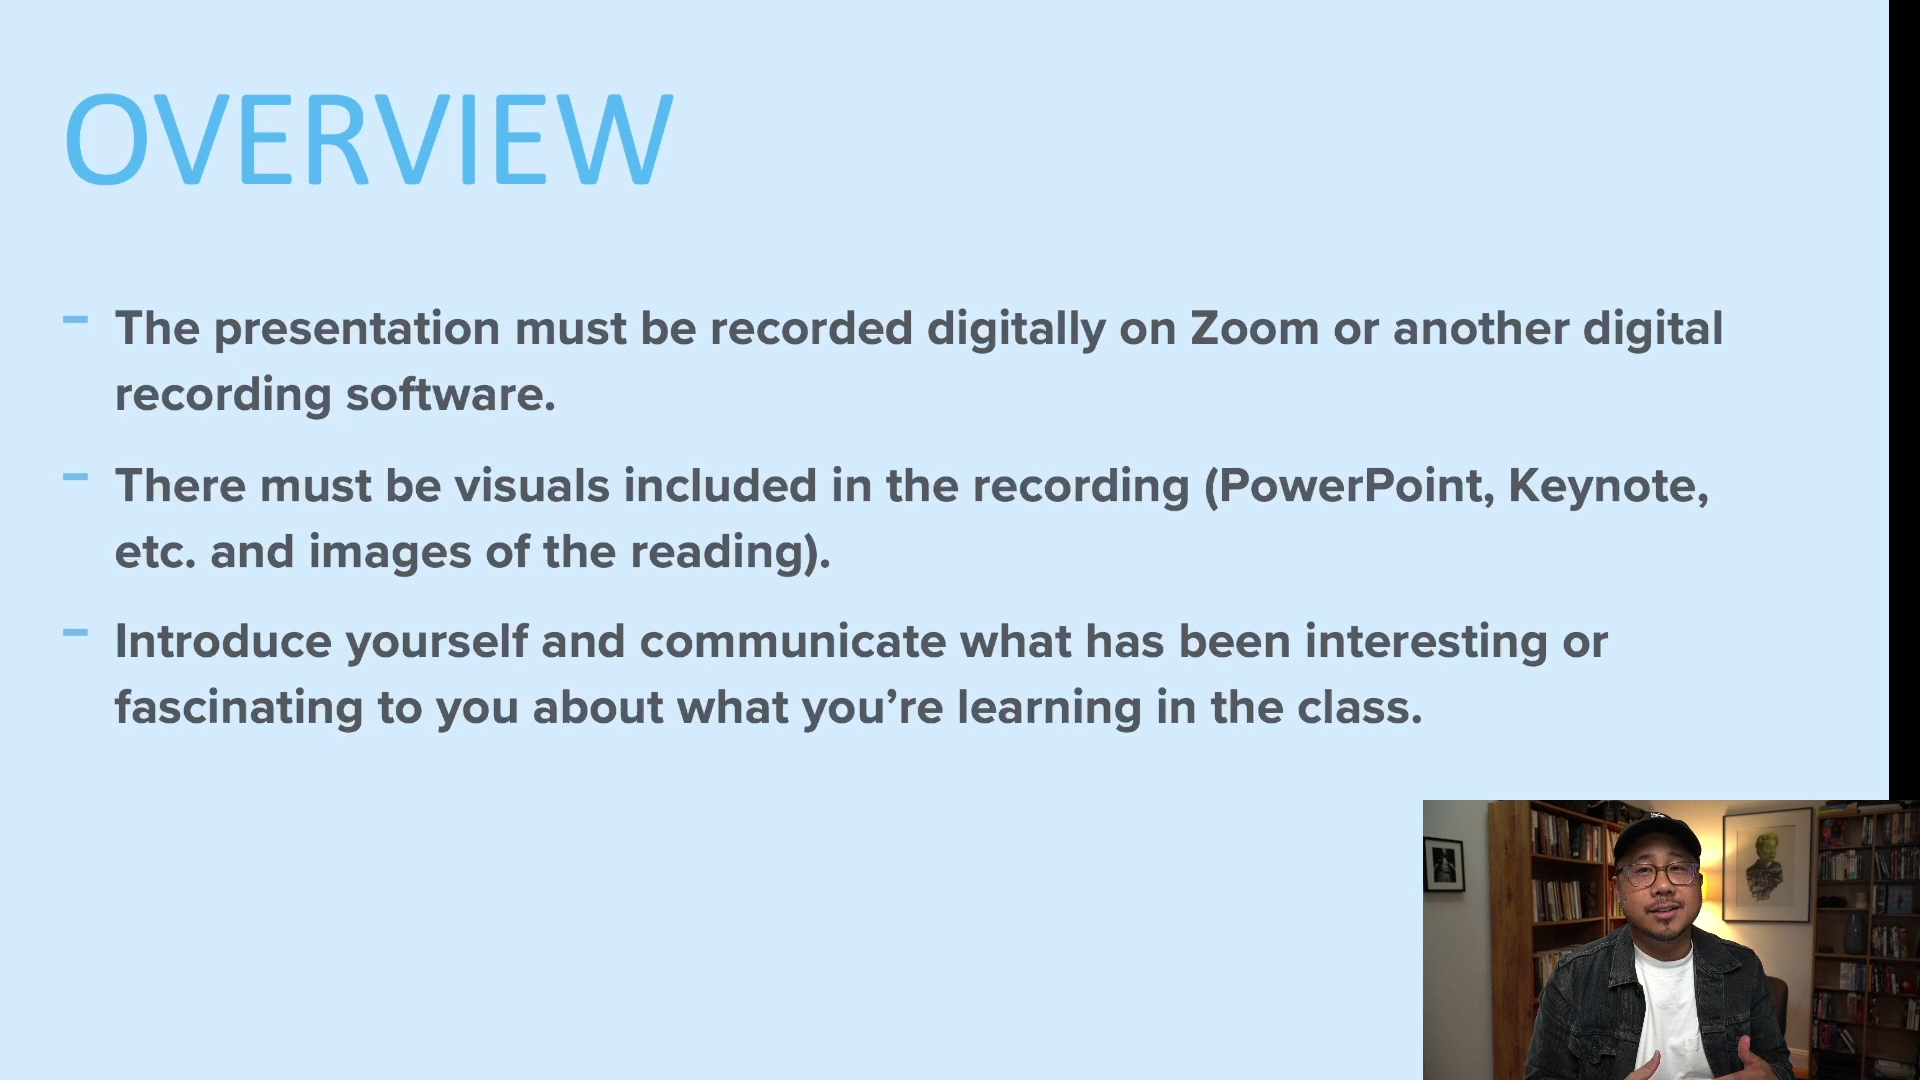 OVERVIEW
- The presentation must be recorded digitally on Zoom or another digital
recording software.
- There must be visuals included in the recording (PowerPoint, Keynote,
etc. and images of the reading).
- Introduce yourself and communicate what has been interesting or
fascinating to you about what you’re learning in the class.